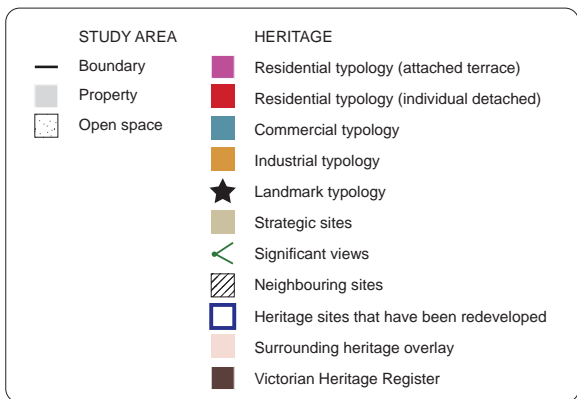 STUDY AREA
Boundary
Property
Open space
HERITAGE
Residential typology (attached terrace)
Residential typology (individual detached)
Commercial typology
Industrial typology
Landmark typology
Strategic sites
Significant views
Neighbouring sites
Heritage sites that have been redeveloped
Surrounding heritage overlay
Victorian Heritage Register